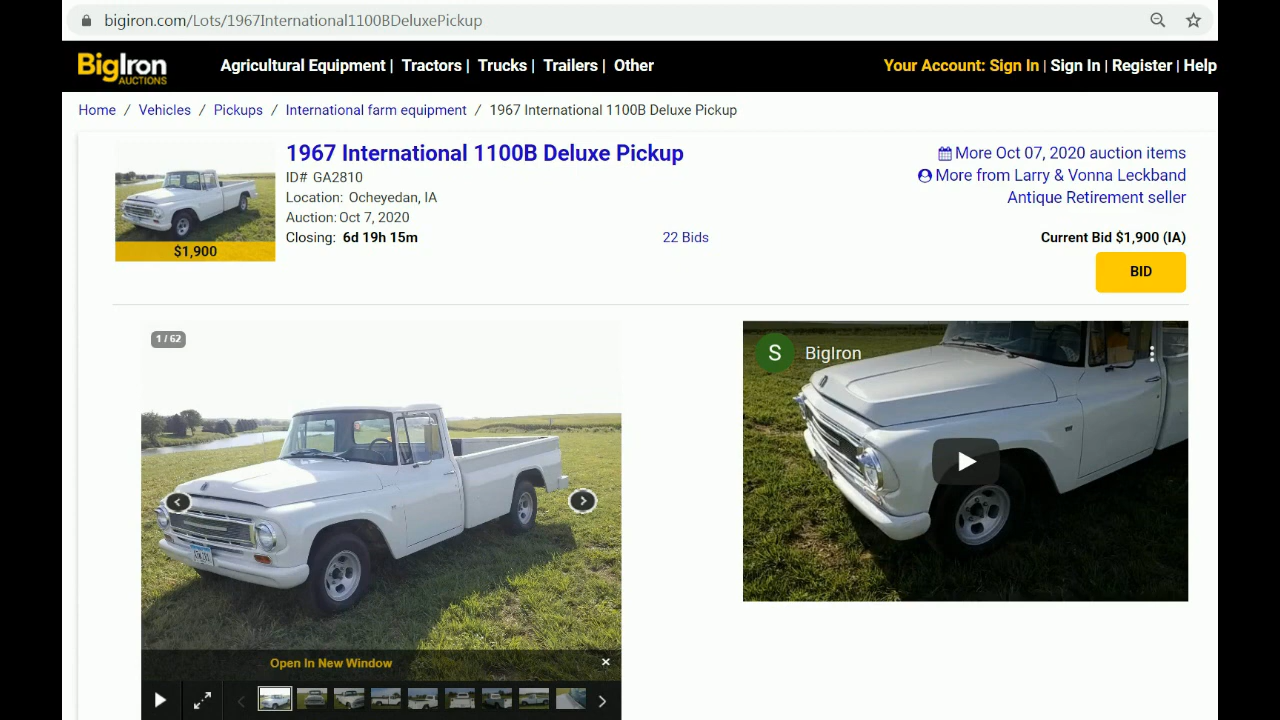 bigiron.com/Lots/1967International1100BDeluxePickup
BigIron AUCTIONS
Agricultural Equipment | Tractors | Trucks | Trailers | Other
Your Account: Sign In | Sign In | Register | Help
Home / Vehicles / Pickups / International farm equipment / 1967 International 1100B Deluxe Pickup
1967 International 1100B Deluxe Pickup
ID# GA2810
Location: Ocheyedan, IA
Auction: Oct 7, 2020
Closing: 6d 19h 15m
22 Bids
$1,900
More Oct 07, 2020 auction items
More from Larry & Vonna Leckband
Antique Retirement seller
Current Bid $1,900 (IA)
BID
1 / 62
S BigIron
Open In New Window